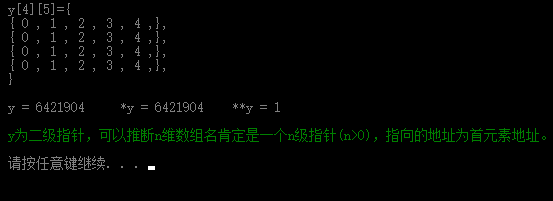 y[4][5]={
{ 0 , 1 , 2 , 3 , 4 ,},
{ 0 , 1 , 2 , 3 , 4 ,},
{ 0 , 1 , 2 , 3 , 4 ,},
{ 0 , 1 , 2 , 3 , 4 ,},
}
y = 6421904 *y = 6421904 **y = 1
y为二级指针，可以推断n维数组名肯定是一个n级指针(n>0)，指向的地址为首元素地址。
请按任意键继续. . .